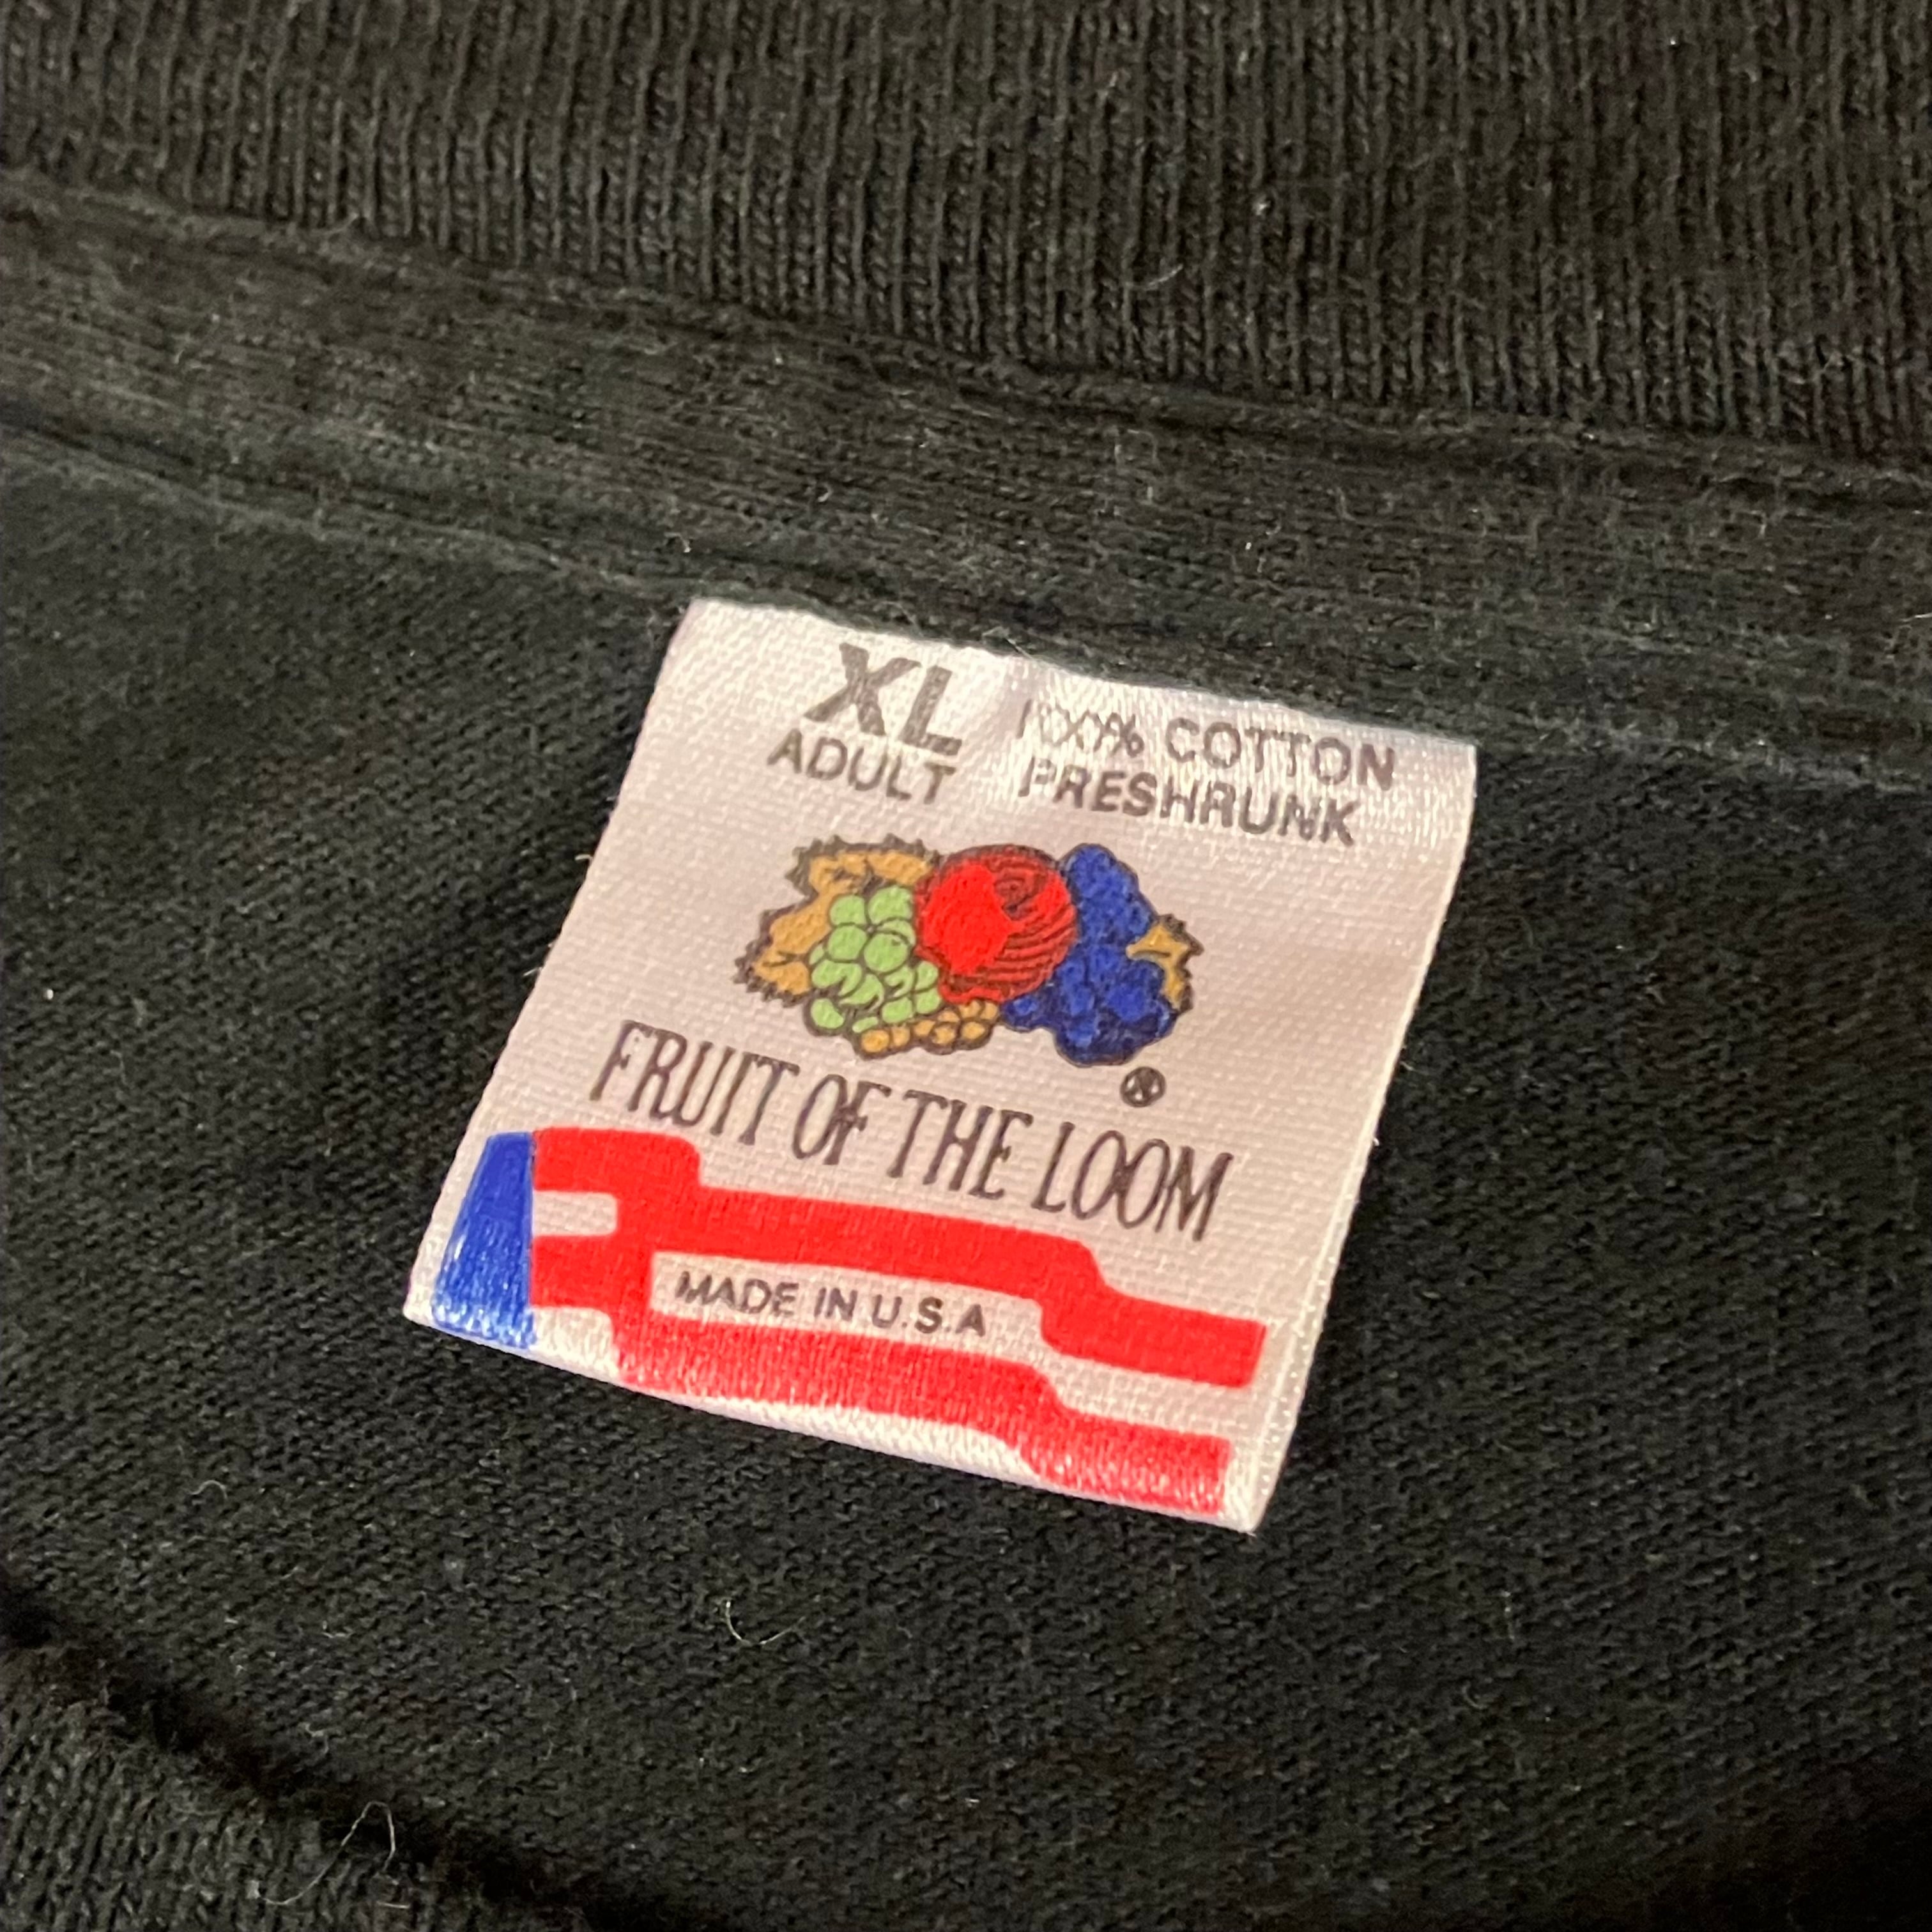 XL
ADULT
100% COTTON
PRESHRUNK
®
FRUIT OF THE LOOM
MADE IN U.S.A